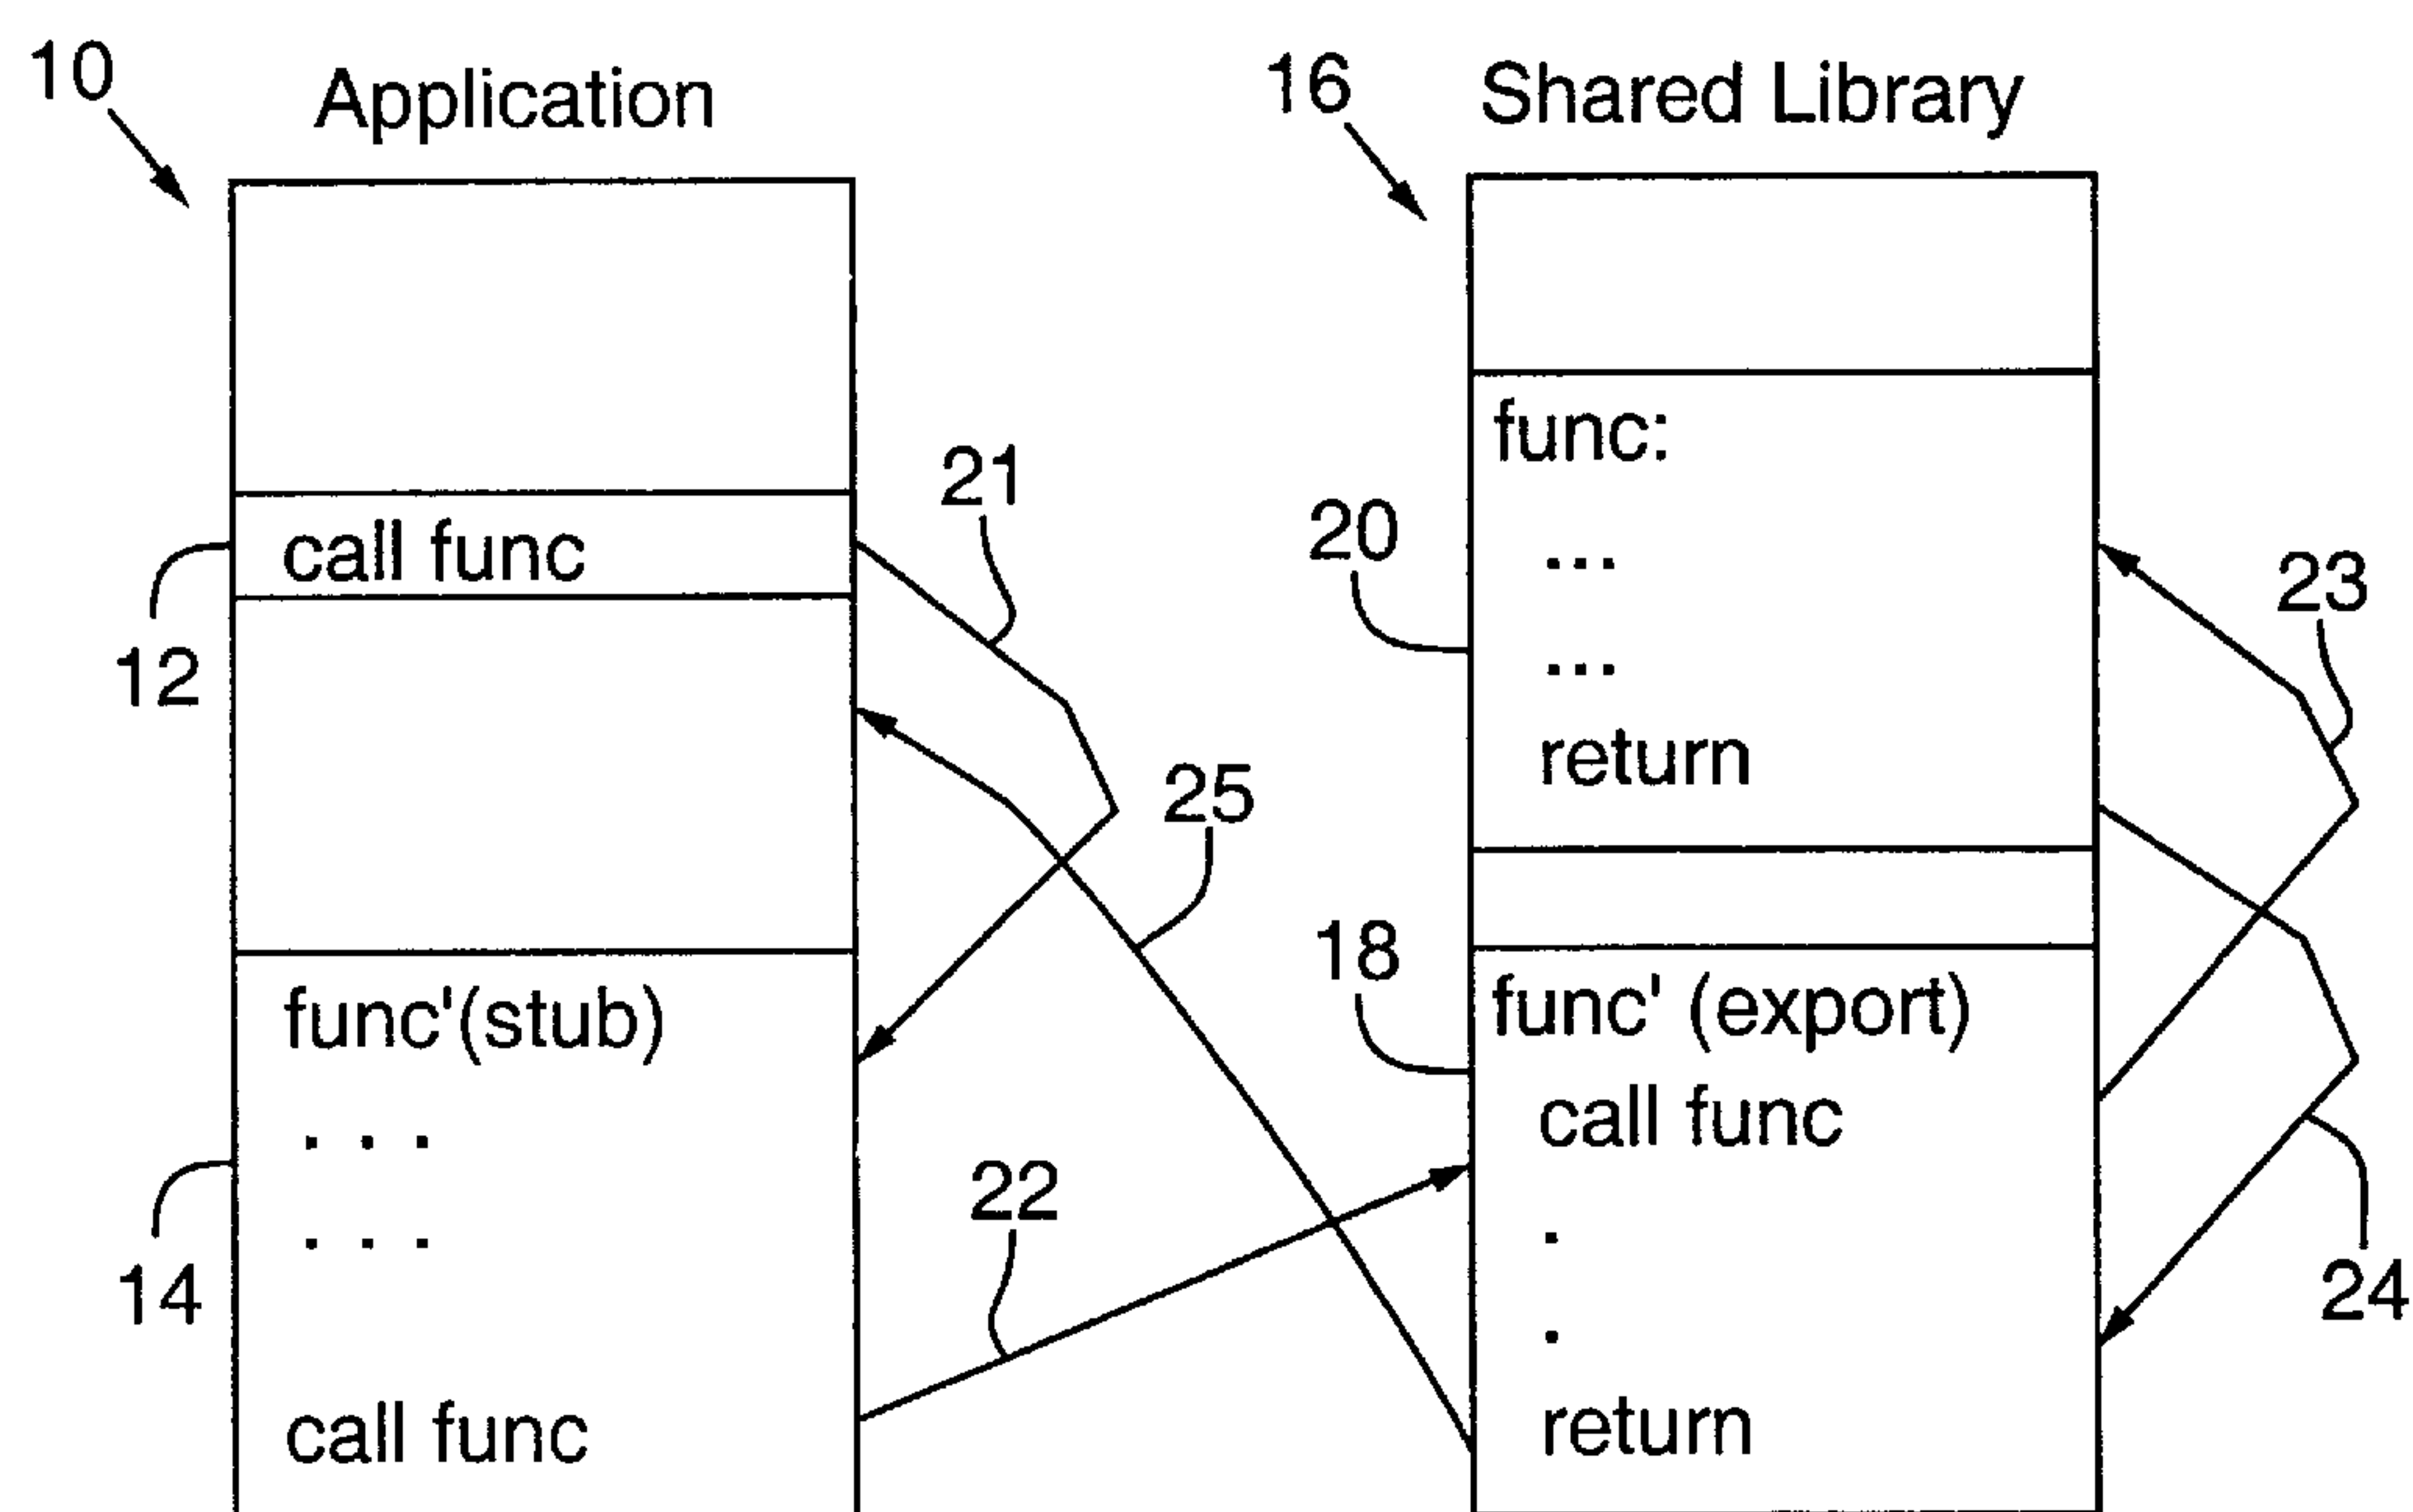 10
Application
call func
12
func'(stub)
. . .
. . .
14
call func
21
25
22
16
Shared Library
func:
...
20
...
return
18
func' (export)
call func
.
.
return
23
24